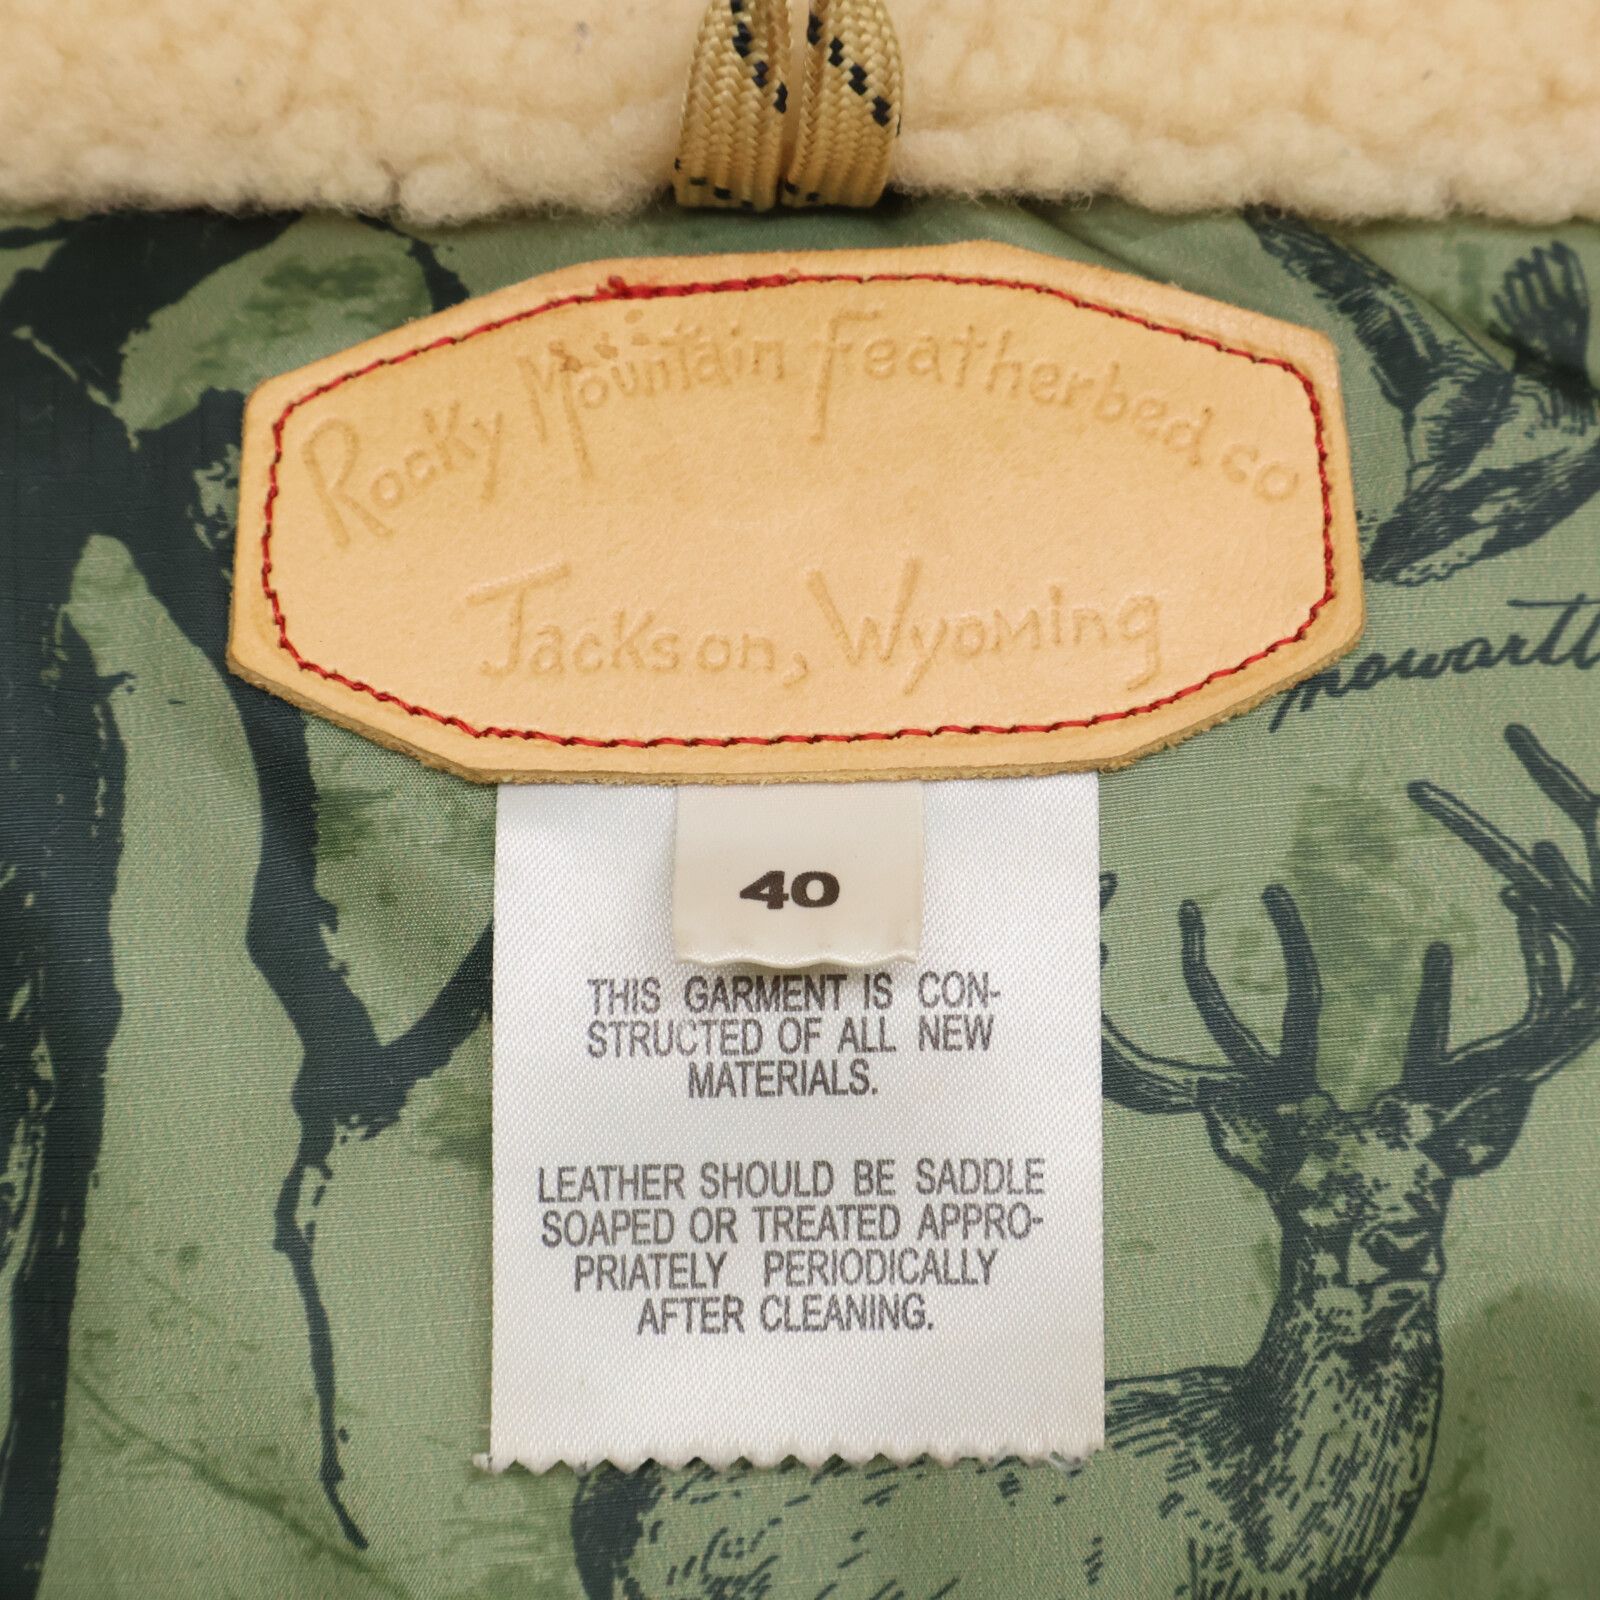 Rocky Mountain Featherbed co
Jackson, Wyoming
40
THIS GARMENT IS CON-
STRUCTED OF ALL NEW
MATERIALS.
LEATHER SHOULD BE SADDLE
SOAPED OR TREATED APPRO-
PRIATELY PERIODICALLY
AFTER CLEANING.